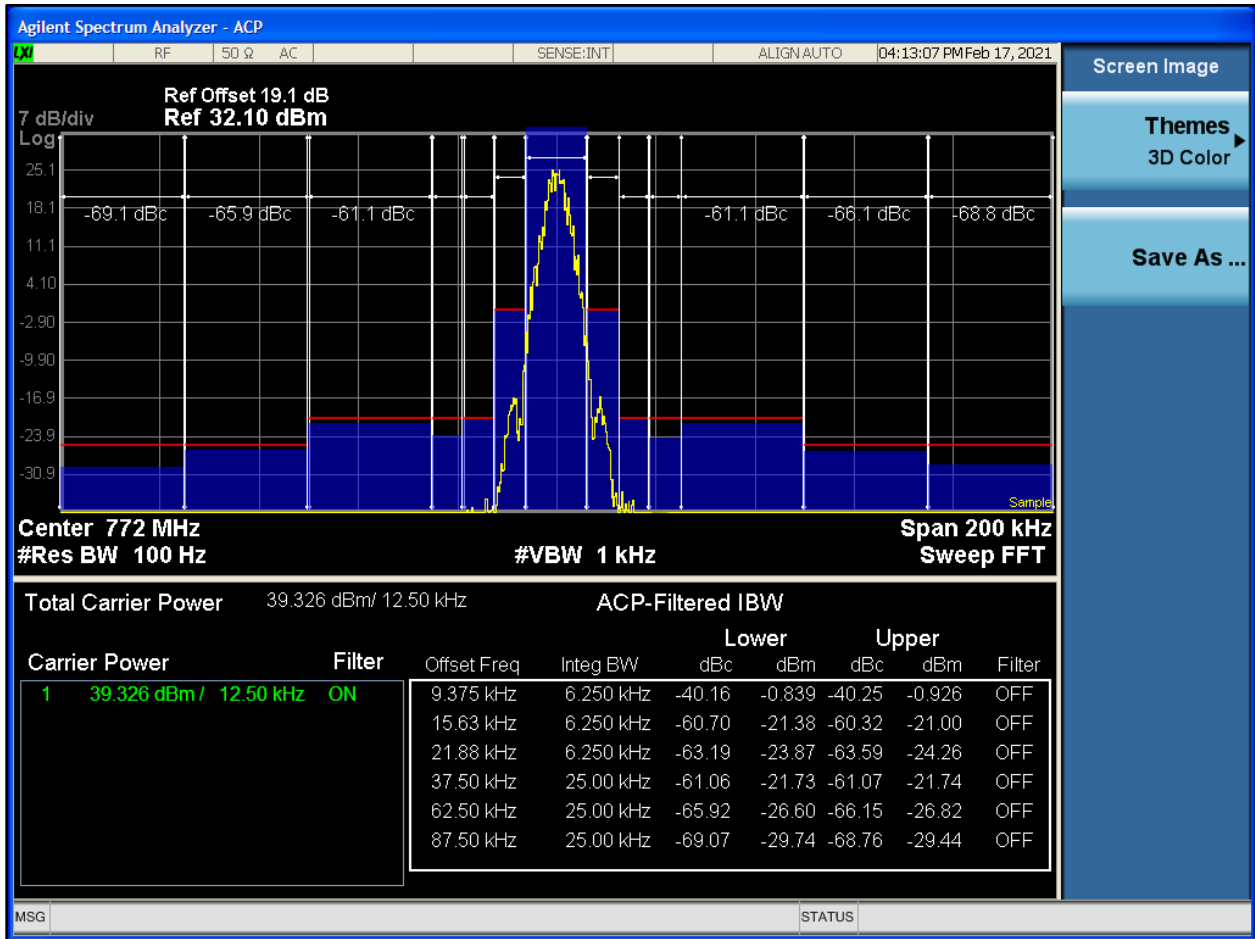 Agilent Spectrum Analyzer - ACP
LXI RF 50 Ω AC SENSE:INT ALIGN AUTO 04:13:07 PM Feb 17, 2021
Screen Image
Themes
3D Color
Save As ...
Ref Offset 19.1 dB
7 dB/div Ref 32.10 dBm
Log
25.1
18.1
11.1
4.10
-2.90
-9.90
-16.9
-23.9
-30.9
-69.1 dBc -65.9 dBc -61.1 dBc -61.1 dBc -66.1 dBc -68.8 dBc
Sample
Center 772 MHz Span 200 kHz
#Res BW 100 Hz #VBW 1 kHz Sweep FFT
Total Carrier Power 39.326 dBm/ 12.50 kHz ACP-Filtered IBW
Lower Upper
Carrier Power Filter Offset Freq Integ BW dBc dBm dBc dBm Filter
1 39.326 dBm / 12.50 kHz ON 9.375 kHz 6.250 kHz -40.16 -0.839 -40.25 -0.926 OFF
15.63 kHz 6.250 kHz -60.70 -21.38 -60.32 -21.00 OFF
21.88 kHz 6.250 kHz -63.19 -23.87 -63.59 -24.26 OFF
37.50 kHz 25.00 kHz -61.06 -21.73 -61.07 -21.74 OFF
62.50 kHz 25.00 kHz -65.92 -26.60 -66.15 -26.82 OFF
87.50 kHz 25.00 kHz -69.07 -29.74 -68.76 -29.44 OFF
MSG STATUS